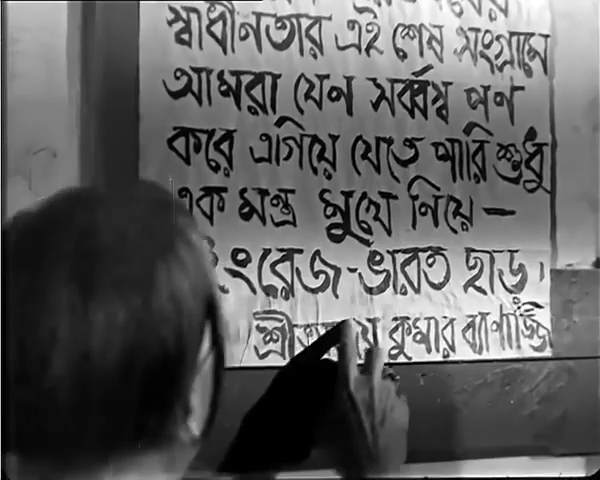 স্বাধীনতার এই শেষ সংগ্রামে
আমরা যেন সর্ব্বস্ব পণ
করে এগিয়ে যেতে পারি শুধু
এক মন্ত্র মুখে নিয়ে —
ইংরেজ-ভারত ছাড়।
কুমার ব্যাণার্জ্জি